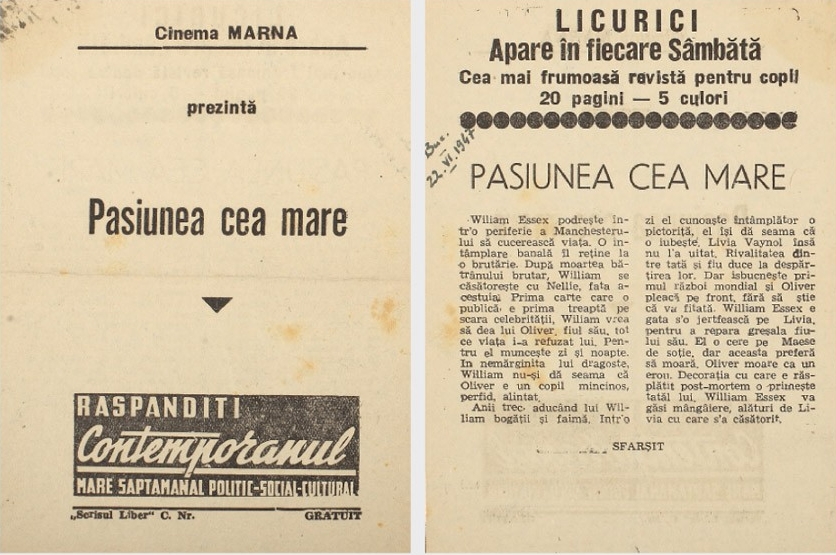 Cinema MARNA
prezintă
Pasiunea cea mare
RASPANDITI
Contemporanul
MARE SAPTAMANAL POLITIC-SOCIAL-CULTURAL
„Scrisul Liber“ C. Nr.
GRATUIT
LICURICI
Apare în fiecare Sâmbătă
Cea mai frumoasă revistă pentru copii
20 pagini — 5 culori
Buc.
22.VI.1947
PASIUNEA CEA MARE
Wiliam Essex podrește în-
tr'o periferie a Manchesteru-
lui să cucerească viața. O in-
tâmplare banală îl reține la
o brutărie. După moartea bă-
trânului brutar, William se
căsătorește cu Nellie, fata a-
cestuia. Prima carte care o
publică e prima treaptă pe
scara celebrității, Wiliam vrea
să dea lui Oliver, fiul său, tot
ce viața i-a refuzat lui. Pen-
tru el muncește zi și noapte.
In nemărginita lui dragoste,
William nu-și dă seama că
Oliver e un copil mincinos,
perfid, alintat.
Anii trec, aducând lui Wil-
liam bogății și faimă. Intr'o
zi el cunoaște întâmplător o
pictoriță, el își dă seama că
o iubește. Livia Vaynol însă
nu l'a uitat. Rivalitatea din-
tre tată și fiu duce la despăr-
țirea lor. Dar isbucnește pri-
mul război mondial și Oliver
pleacă pe front, fără să știe
că va fi tată. William Essex e
gata s'o jertfească pe Livia,
pentru a repara greșala fiu-
lui său. El o cere pe Maese
de soție, dar aceasta preferă
să moară. Oliver moare ca un
erou. Decorația cu care e răs-
plătit post-mortem o primește
tatăl lui. William Essex va
găsi mângâiere, alături de Li-
via cu care s'a căsătorit.
SFARȘIT